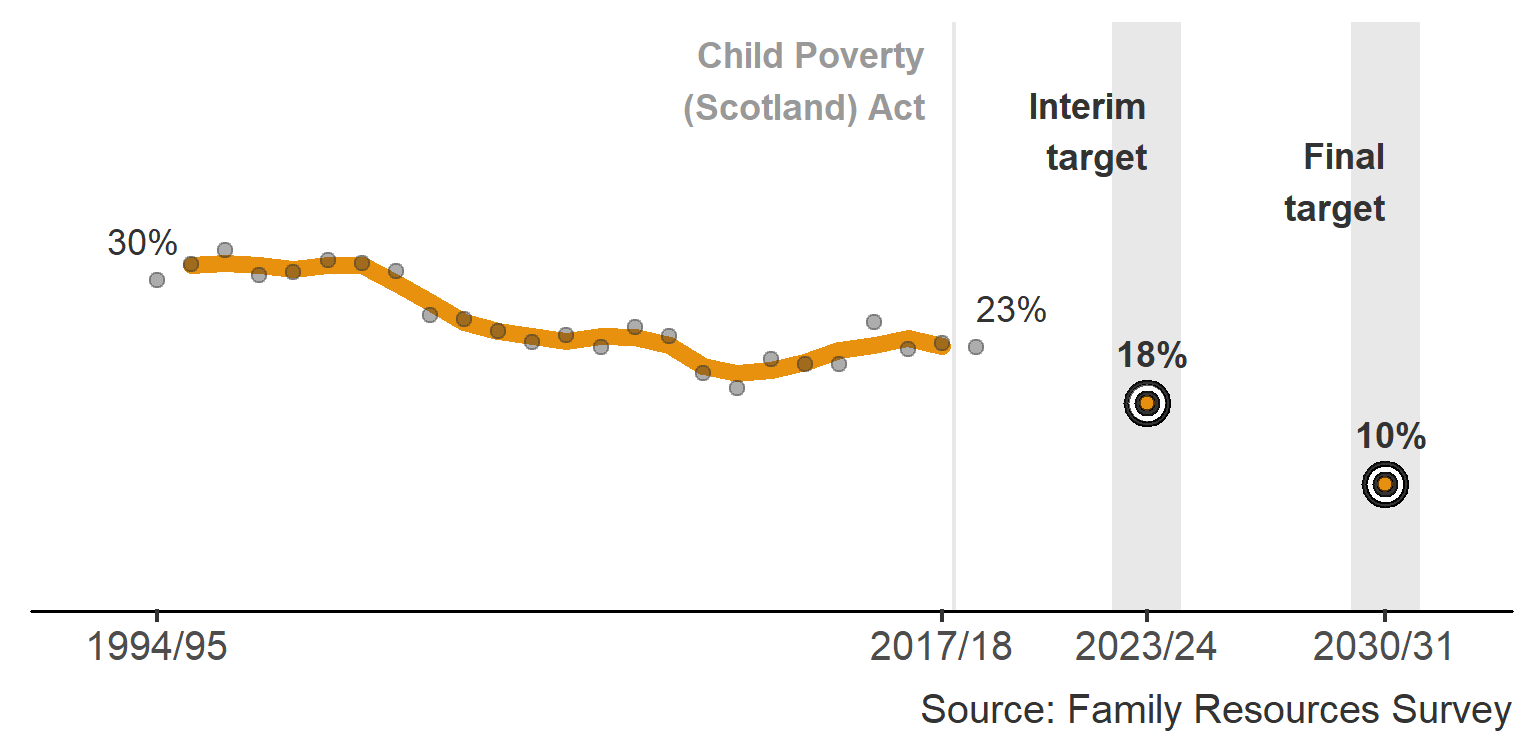 Child Poverty
(Scotland) Act
Interim
target
Final
target
30%
23%
18%
10%
1994/95
2017/18
2023/24
2030/31
Source: Family Resources Survey